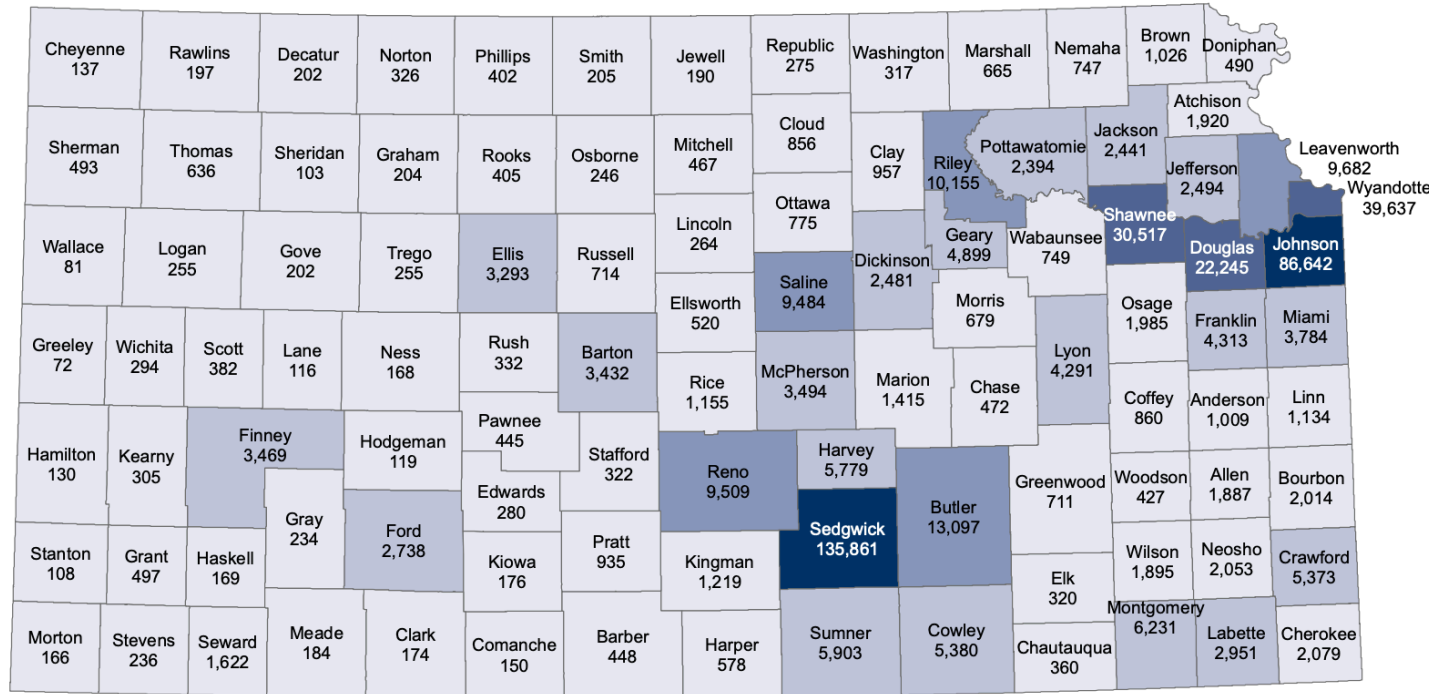 Cheyenne
137
Rawlins
197
Decatur
202
Norton
326
Phillips
402
Smith
205
Jewell
190
Republic
275
Washington
317
Marshall
665
Nemaha
747
Brown
1,026
Doniphan
490
Sherman
493
Thomas
636
Sheridan
103
Graham
204
Rooks
405
Osborne
246
Mitchell
467
Cloud
856
Clay
957
Riley
10,155
Pottawatomie
2,394
Jackson
2,441
Atchison
1,920
Jefferson
2,494
Leavenworth
9,682
Wyandotte
39,637
Wallace
81
Logan
255
Gove
202
Trego
255
Ellis
3,293
Russell
714
Lincoln
264
Ottawa
775
Saline
9,484
Dickinson
2,481
Geary
4,899
Wabaunsee
749
Shawnee
30,517
Douglas
22,245
Johnson
86,642
Greeley
72
Wichita
294
Scott
382
Lane
116
Ness
168
Rush
332
Barton
3,432
Ellsworth
520
Rice
1,155
McPherson
3,494
Marion
1,415
Morris
679
Chase
472
Lyon
4,291
Osage
1,985
Franklin
4,313
Miami
3,784
Coffey
860
Anderson
1,009
Linn
1,134
Hamilton
130
Kearny
305
Finney
3,469
Hodgeman
119
Pawnee
445
Stafford
322
Edwards
280
Gray
234
Ford
2,738
Reno
9,509
Harvey
5,779
Sedgwick
135,861
Butler
13,097
Greenwood
711
Woodson
427
Allen
1,887
Bourbon
2,014
Stanton
108
Grant
497
Haskell
169
Kiowa
176
Pratt
935
Kingman
1,219
Elk
320
Wilson
1,895
Neosho
2,053
Crawford
5,373
Morton
166
Stevens
236
Seward
1,622
Meade
184
Clark
174
Comanche
150
Barber
448
Harper
578
Sumner
5,903
Cowley
5,380
Chautauqua
360
Montgomery
6,231
Labette
2,951
Cherokee
2,079